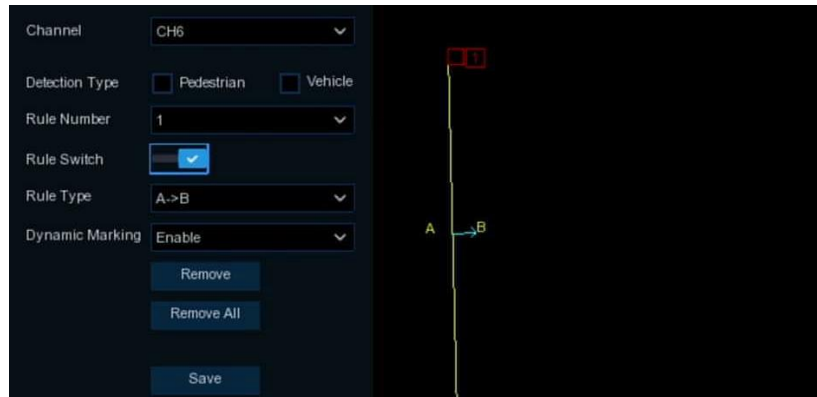 Channel CH6
1
Detection Type Pedestrian Vehicle
Rule Number 1
Rule Switch
Rule Type A->B
A B
Dynamic Marking Enable
Remove
Remove All
Save